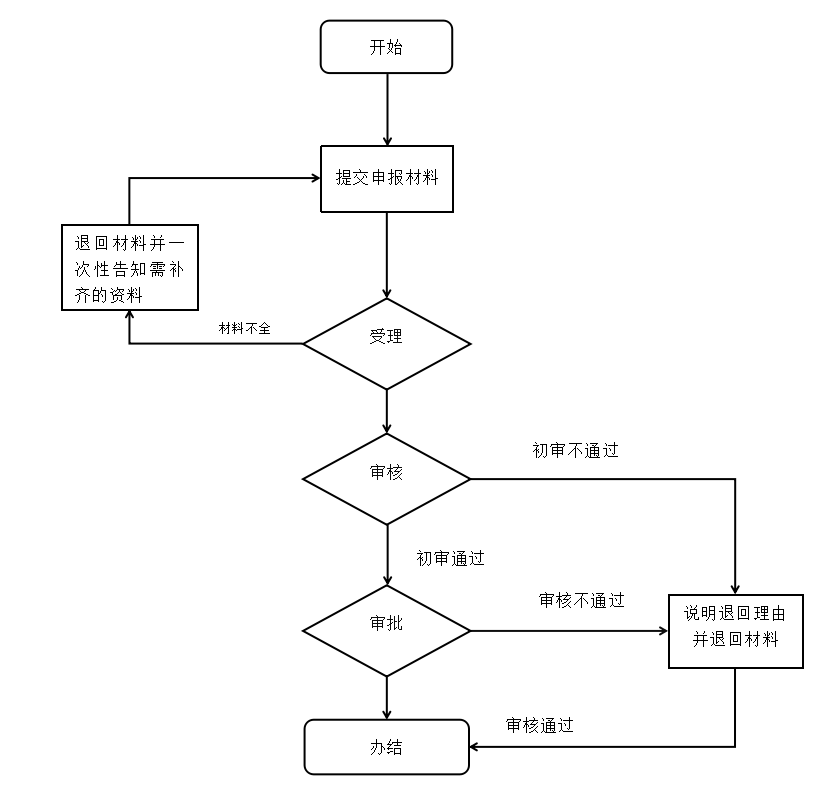 开始
提交申报材料
退回材料并一
次性告知需补
齐的资料
材料不全
受理
初审不通过
审核
初审通过
审核不通过
说明退回理由
并退回材料
审批
审核通过
办结